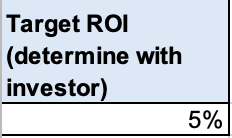 Target ROI
(determine with
investor)
5%